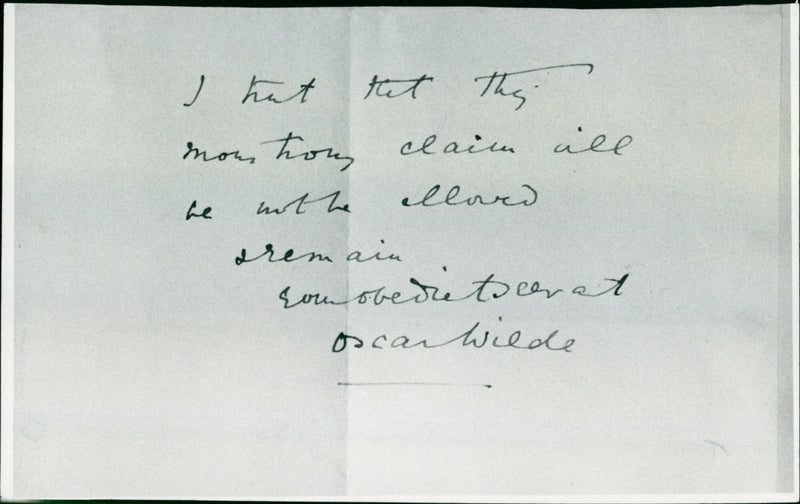 I trust that this
monstrous claim will
be not be allowed
I remain
your obedient servant
Oscar Wilde